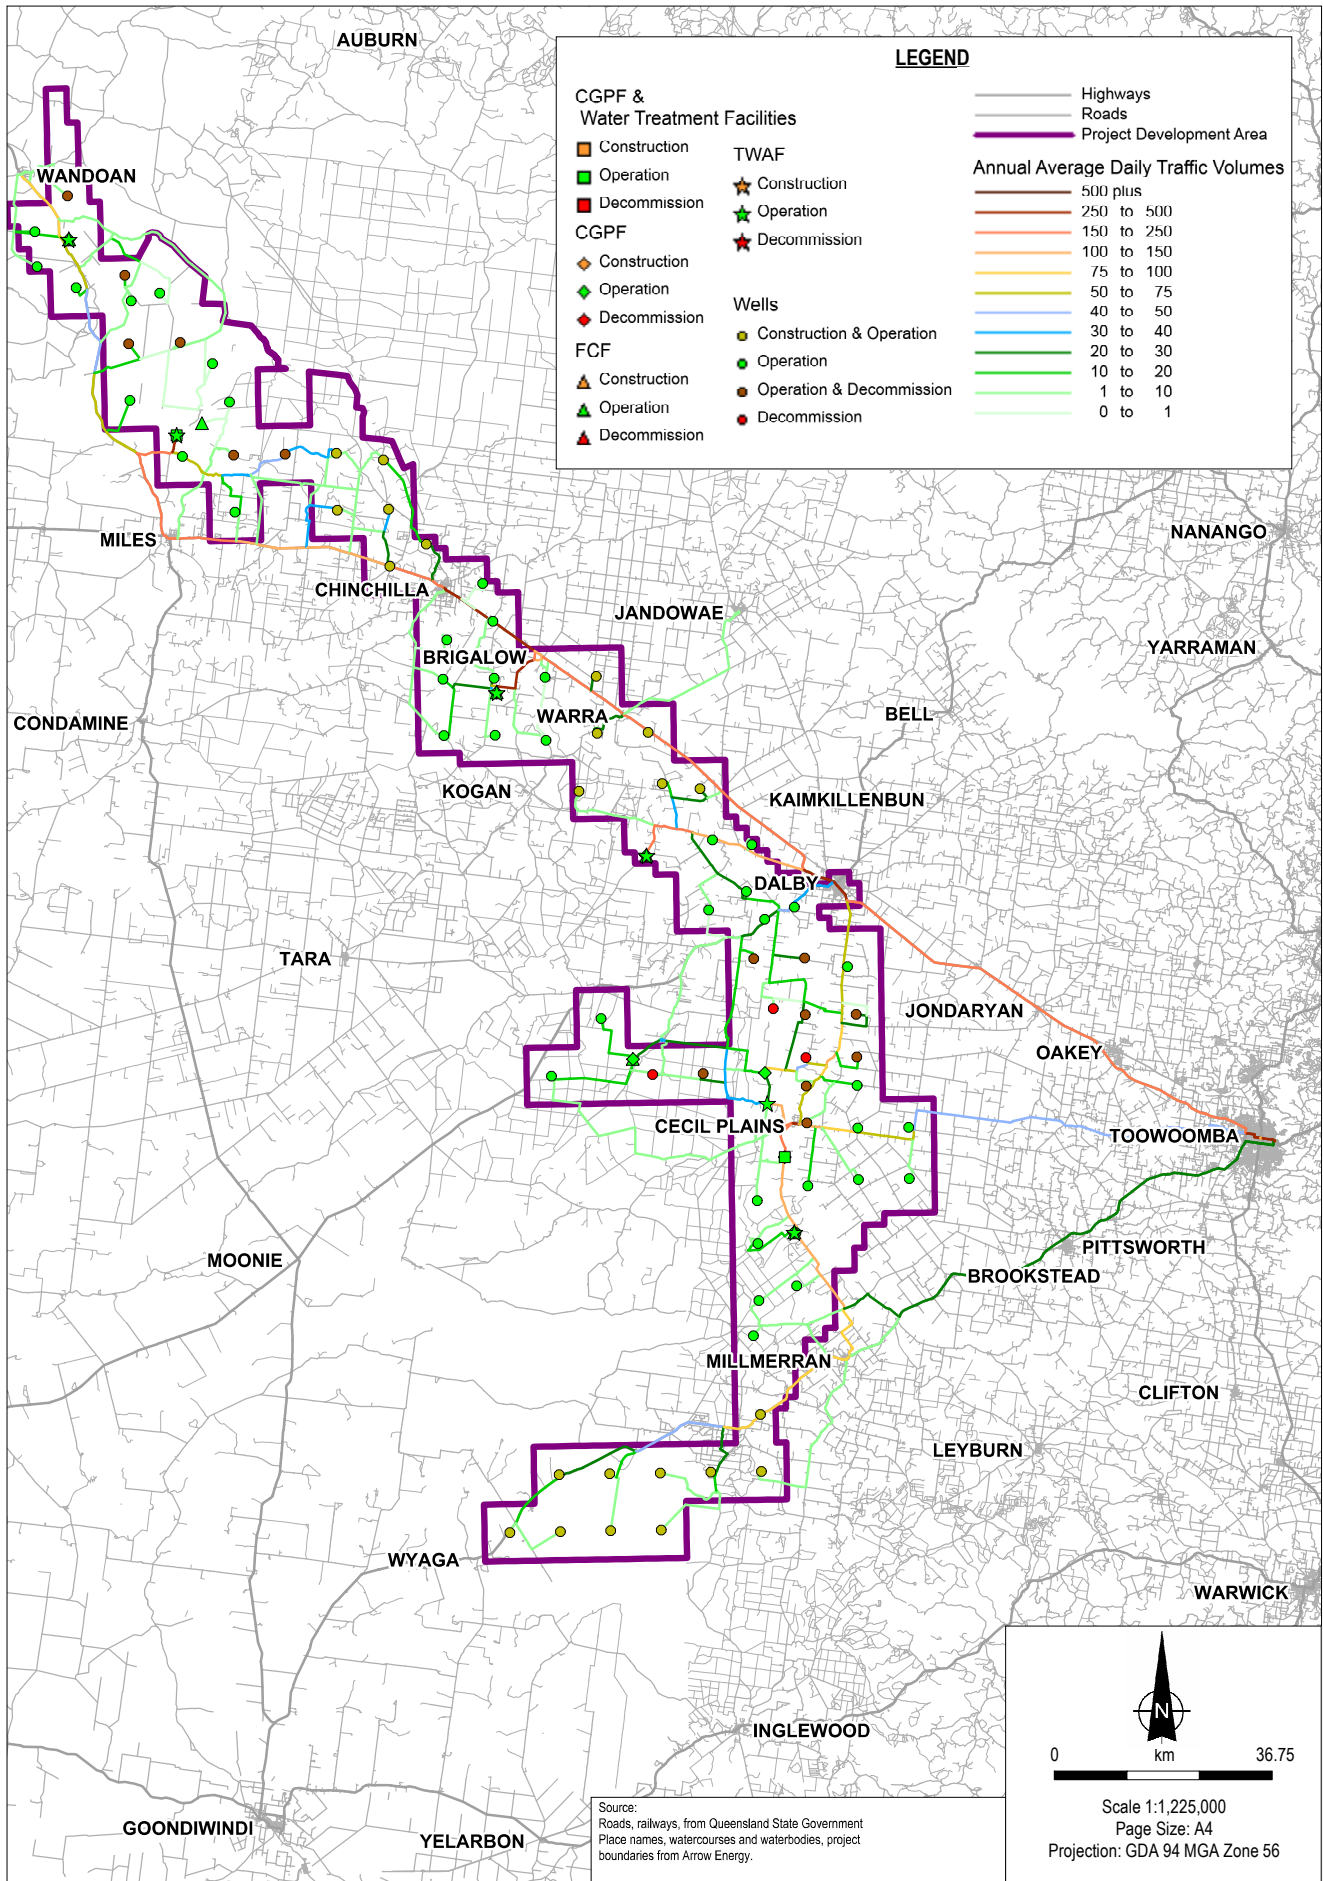 AUBURN
LEGEND
CGPF &
Water Treatment Facilities
Construction
Operation
Decommission
CGPF
Construction
Operation
Decommission
FCF
Construction
Operation
Decommission
TWAF
Construction
Operation
Decommission
Wells
Construction & Operation
Operation
Operation & Decommission
Decommission
Highways
Roads
Project Development Area
Annual Average Daily Traffic Volumes
500 plus
250 to 500
150 to 250
100 to 150
75 to 100
50 to 75
40 to 50
30 to 40
20 to 30
10 to 20
1 to 10
0 to 1
WANDOAN
NANANGO
MILES
CHINCHILLA
JANDOWAE
YARRAMAN
BRIGALOW
CONDAMINE
WARRA
BELL
KOGAN
KAIMKILLENBUN
DALBY
TARA
JONDARYAN
OAKEY
CECIL PLAINS
TOOWOOMBA
MOONIE
PITTSWORTH
BROOKSTEAD
MILLMERRAN
CLIFTON
LEYBURN
WYAGA
WARWICK
INGLEWOOD
GOONDIWINDI
YELARBON
N
0 km 36.75
Scale 1:1,225,000
Page Size: A4
Projection: GDA 94 MGA Zone 56
Source:
Roads, railways, from Queensland State Government
Place names, watercourses and waterbodies, project
boundaries from Arrow Energy.